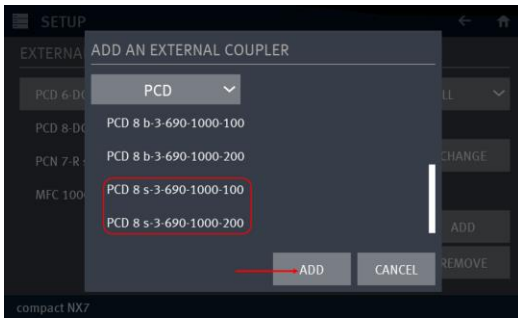 SETUP
EXTERNA
ADD AN EXTERNAL COUPLER
PCD 6-DC
PCD
LL
PCD 8-DC
PCD 8 b-3-690-1000-100
PCN 7-R
PCD 8 b-3-690-1000-200
CHANGE
MFC 100
PCD 8 s-3-690-1000-100
PCD 8 s-3-690-1000-200
ADD
ADD
CANCEL
REMOVE
compact NX7